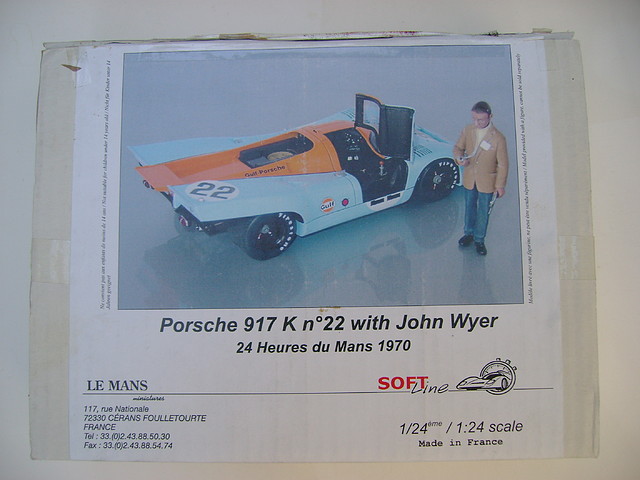 Gulf Porsche
22
Gulf
Porsche 917 K n°22 with John Wyer
24 Heures du Mans 1970
LE MANS
miniatures
SOFT Line
117, rue Nationale
72330 CÉRANS FOULLETOURTE
FRANCE
Tél : 33.(0)2.43.88.50.30
Fax : 33.(0)2.43.88.54.74
1/24ème / 1:24 scale
Made in France